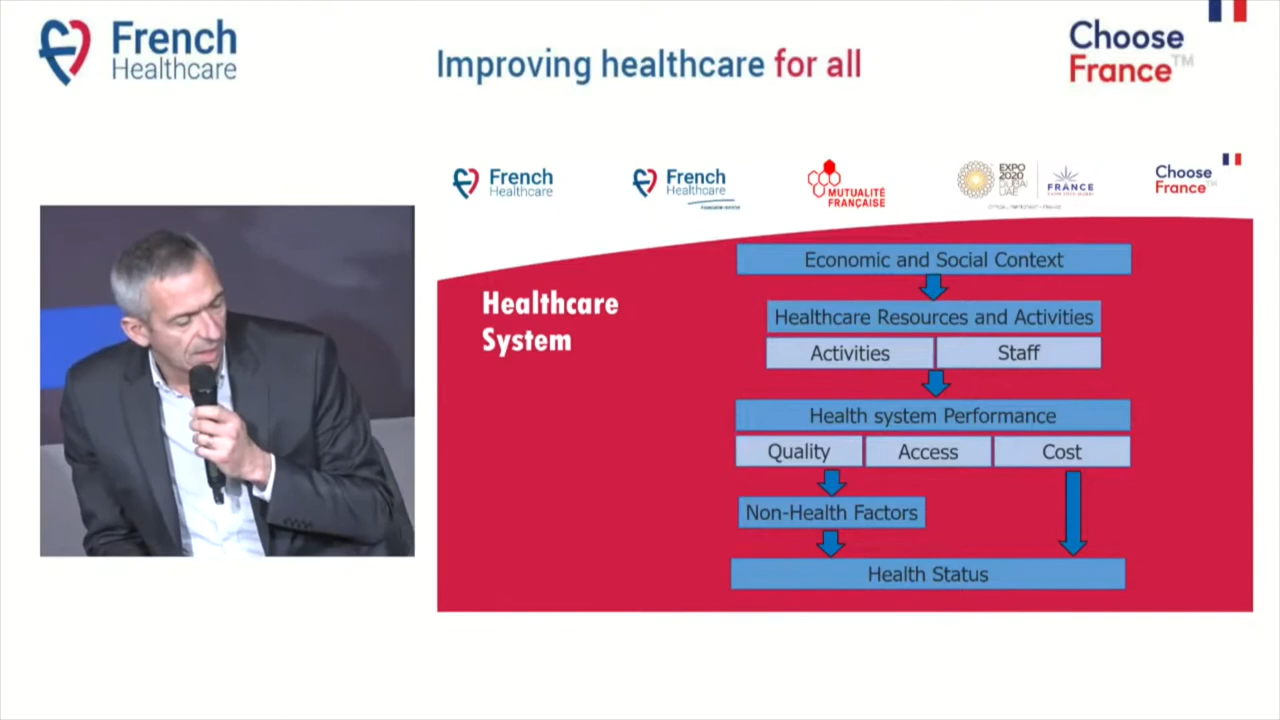 French
Healthcare
Improving healthcare for all
Choose
France™
French
Healthcare
French
Healthcare
MUTUALITÉ
FRANÇAISE
EXPO
2020
DUBAI
UAE
FRANCE
Choose
France™
Healthcare
System
Economic and Social Context
Healthcare Resources and Activities
Activities
Staff
Health system Performance
Quality
Access
Cost
Non-Health Factors
Health Status